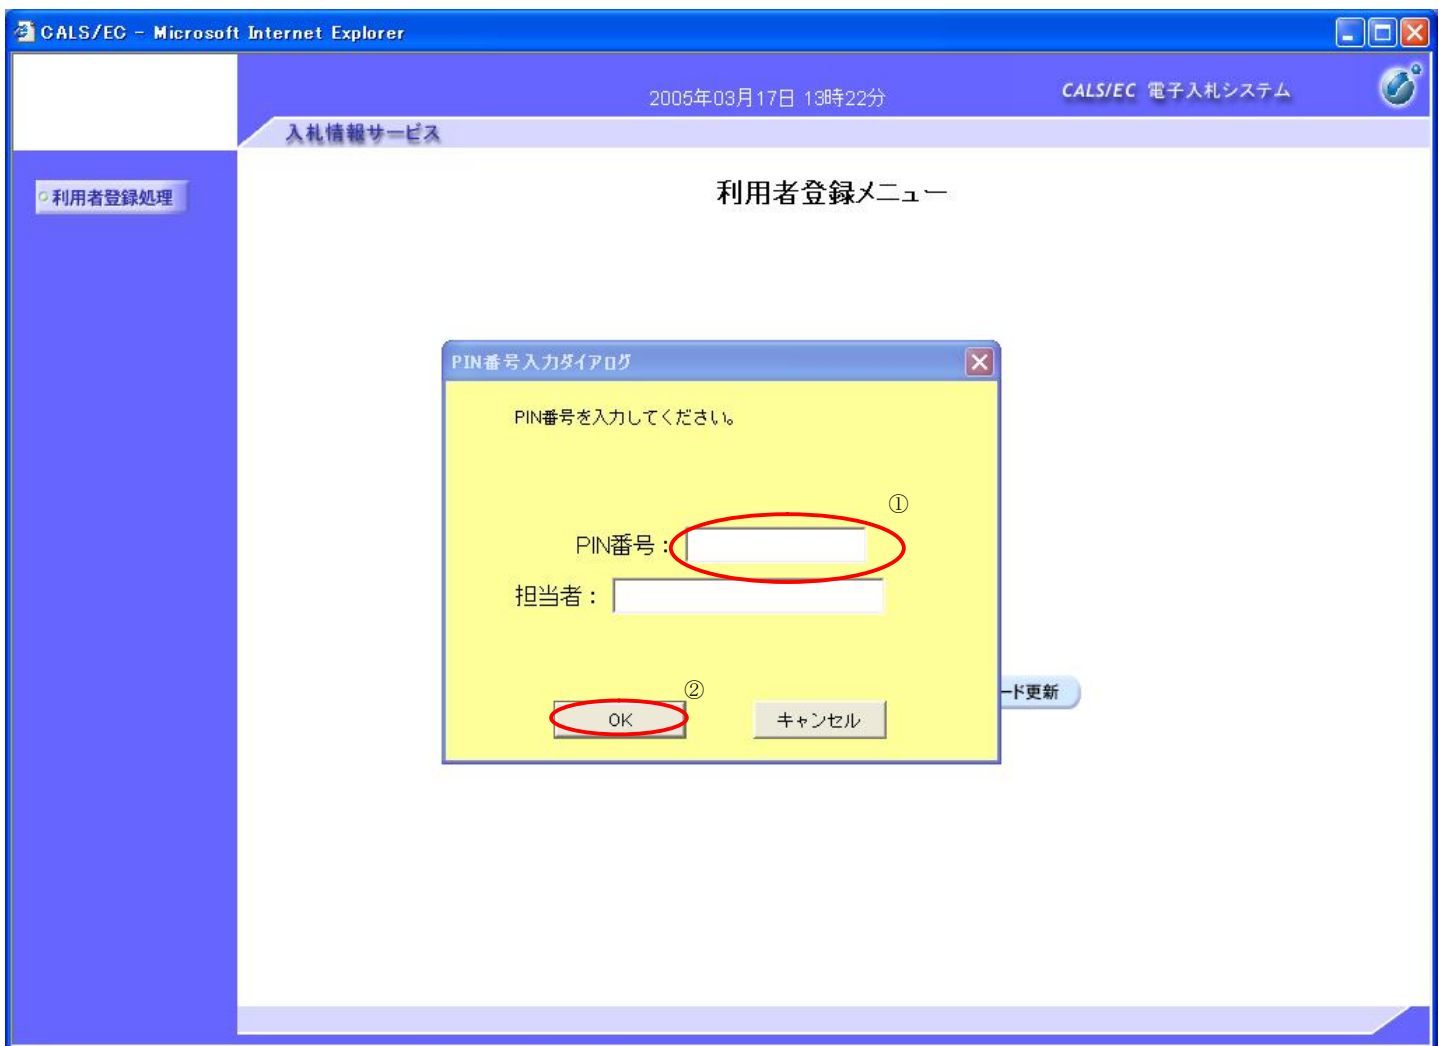 CALS/EC - Microsoft Internet Explorer
2005年03月17日 13時22分
CALS/EC 電子入札システム
入札情報サービス
利用者登録処理
利用者登録メニュー
PIN番号入力ダイアログ
PIN番号を入力してください。
①
PIN番号：
担当者：
②
OK
キャンセル
ード更新